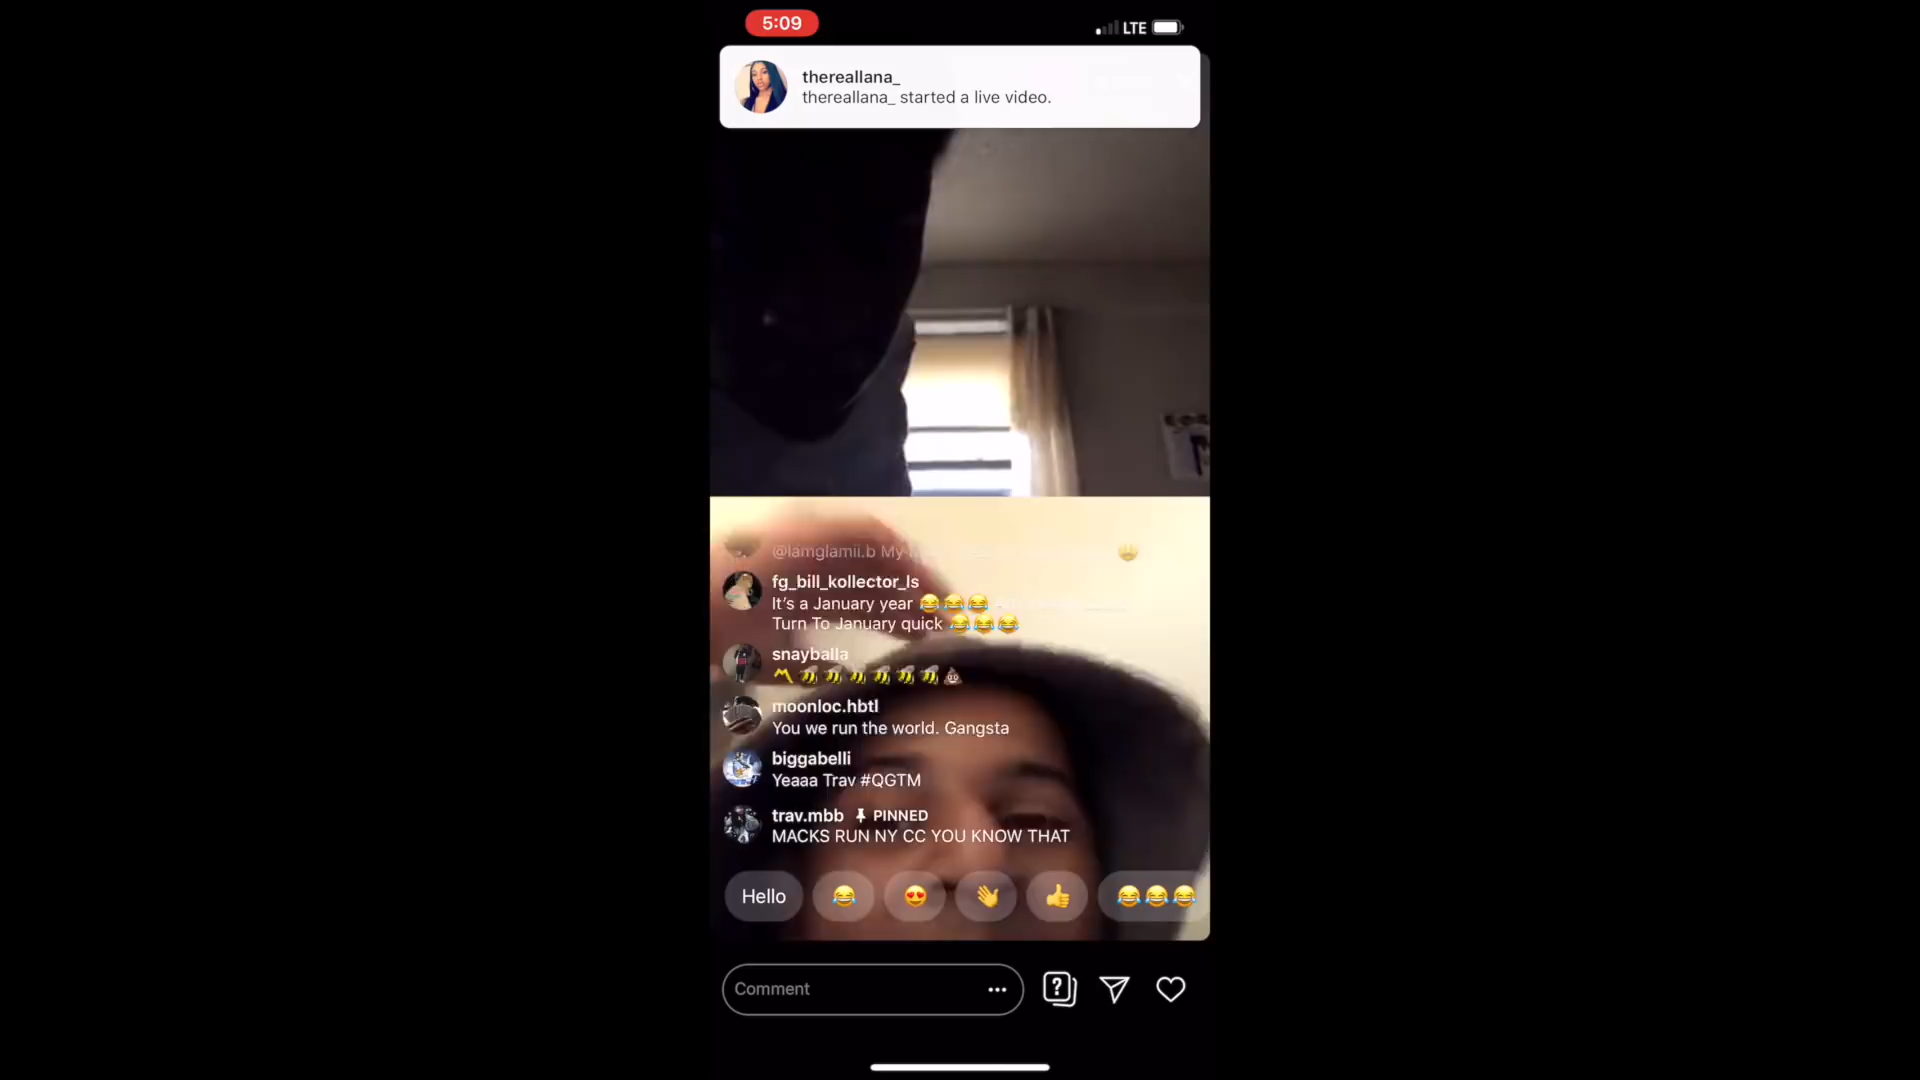 5:09
LTE
thereallana_
thereallana_ started a live video.
@lamglamii.b My
fg_bill_kollector_ls
It's a January year 😂😂😂
Turn To January quick 😂😂😂
snayballa
〽️🐝🐝🐝🐝🐝🐝💩
moonloc.hbtl
You we run the world. Gangsta
biggabelli
Yeaaa Trav #QGTM
trav.mbb 📌 PINNED
MACKS RUN NY CC YOU KNOW THAT
Hello 😂 😍 👋 👍 😂😂😂
Comment